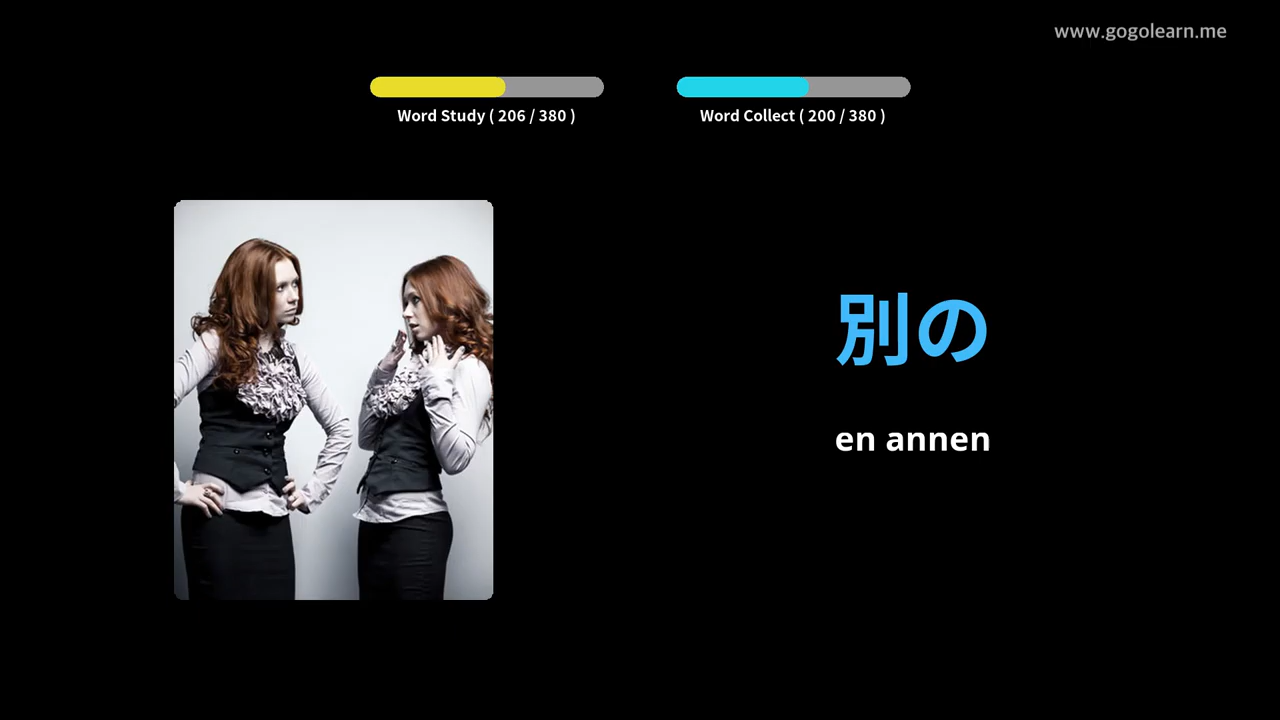 www.gogolearn.me
Word Study ( 206 / 380 )
Word Collect ( 200 / 380 )
別の
en annen